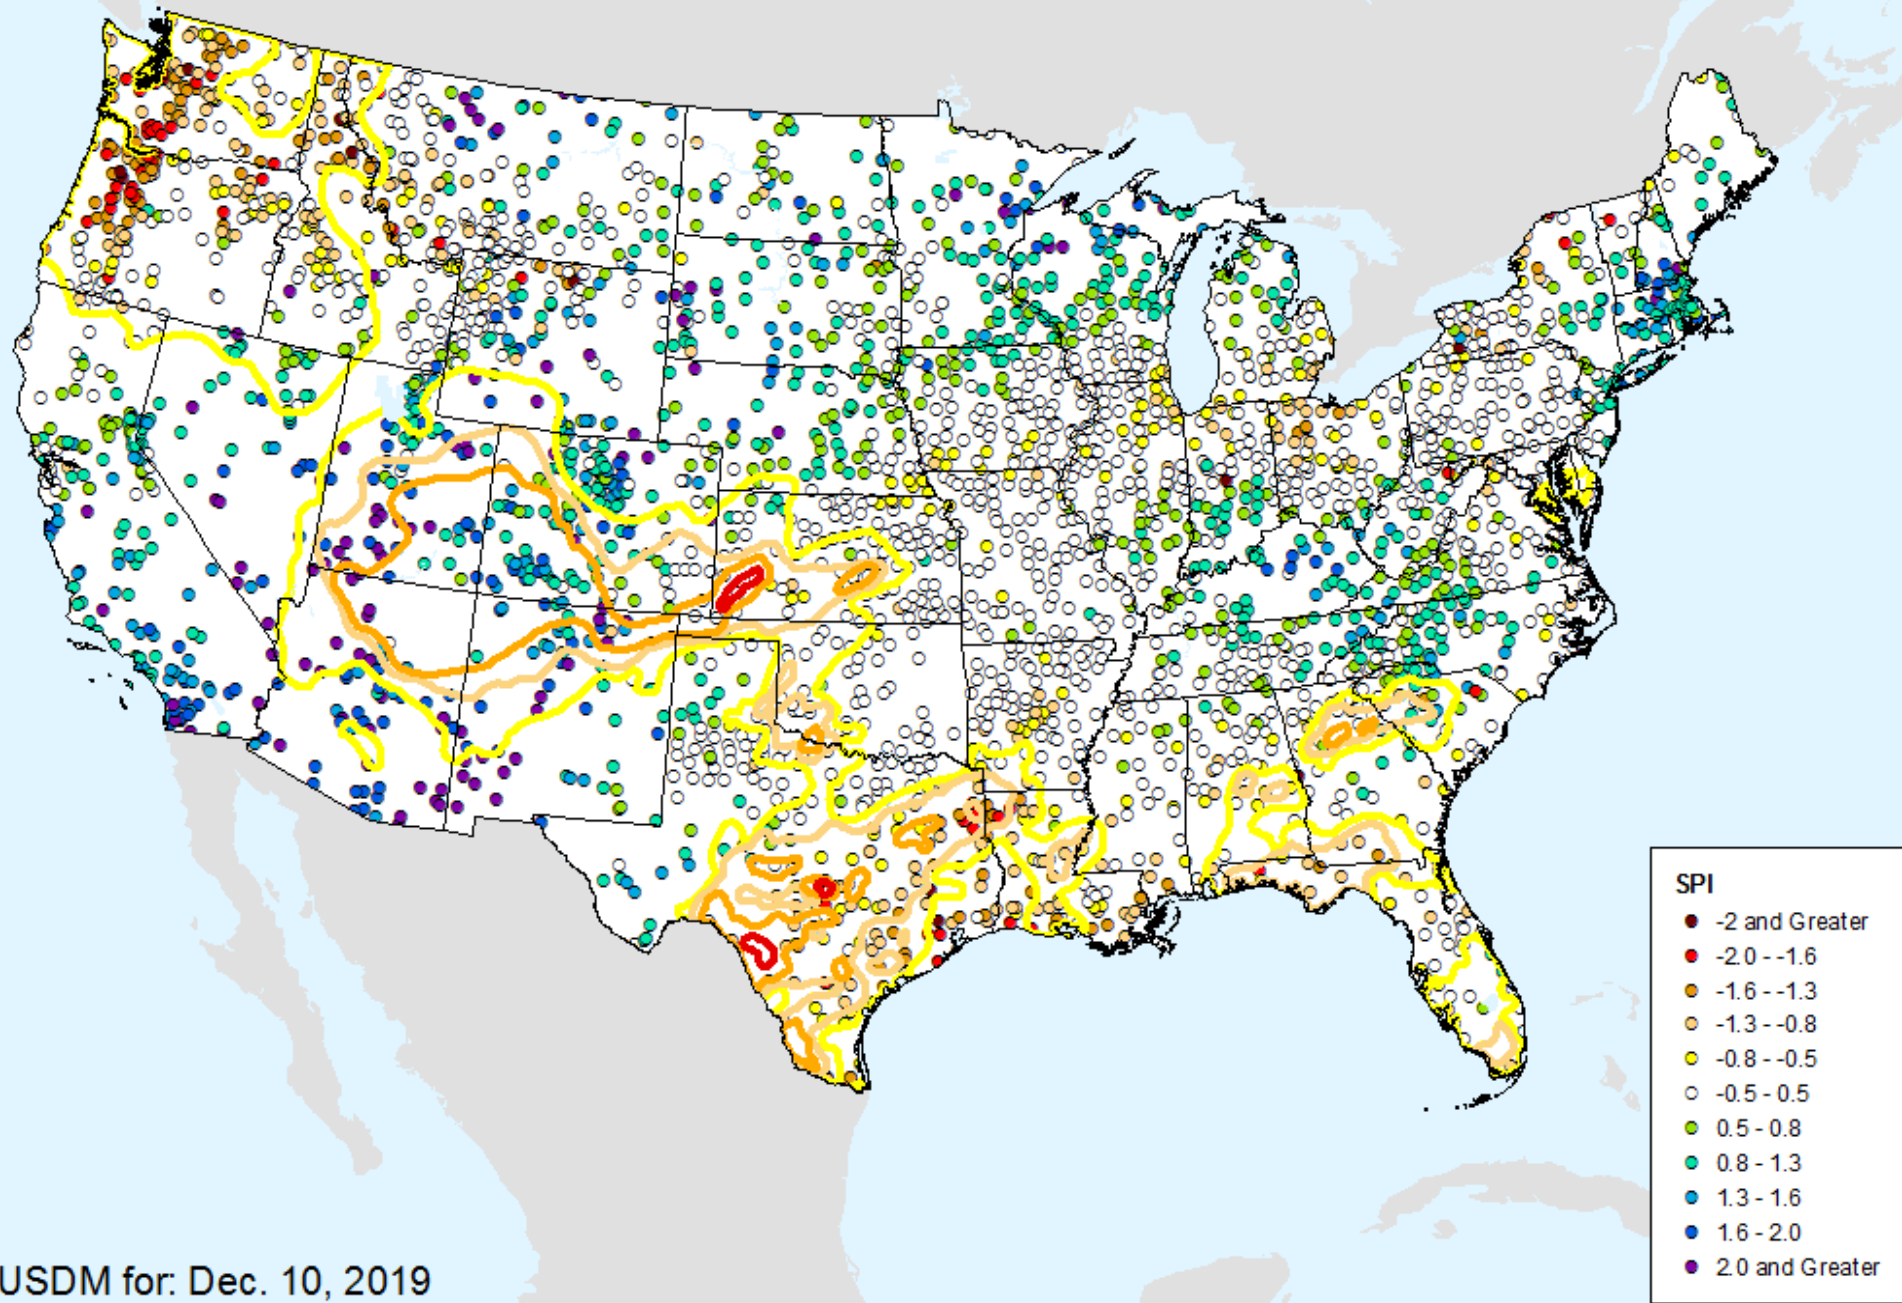 SPI
-2 and Greater
-2.0 - -1.6
-1.6 - -1.3
-1.3 - -0.8
-0.8 - -0.5
-0.5 - 0.5
0.5 - 0.8
0.8 - 1.3
1.3 - 1.6
1.6 - 2.0
2.0 and Greater
USDM for: Dec. 10, 2019